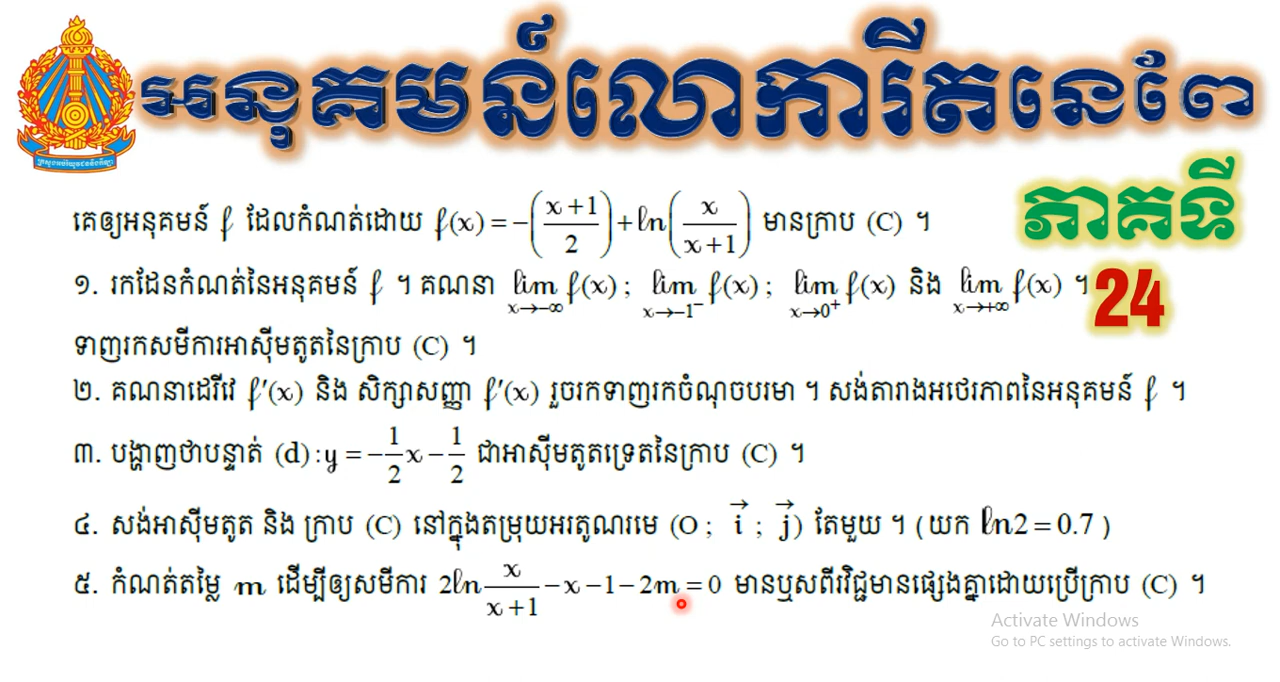 អនុគមន៍លោការីតនេពែ
ភាគទី
24
គេឲ្យអនុគមន៍ f ដែលកំណត់ដោយ f(x) = -((x+1)/2) + ln(x/(x+1)) មានក្រាប (C) ។
១. រកដែនកំណត់នៃអនុគមន៍ f ។ គណនា lim x→-∞ f(x) ; lim x→-1⁻ f(x) ; lim x→0⁺ f(x) និង lim x→+∞ f(x) ។
ទាញរកសមីការអាស៊ីមតូតនៃក្រាប (C) ។
២. គណនាដេរីវេ f'(x) និង សិក្សាសញ្ញា f'(x) រួចរកទាញរកចំណុចបរមា ។ សង់តារាងអថេរភាពនៃអនុគមន៍ f ។
៣. បង្ហាញថាបន្ទាត់ (d) : y = -1/2 x - 1/2 ជាអាស៊ីមតូតទ្រេតនៃក្រាប (C) ។
៤. សង់អាស៊ីមតូត និង ក្រាប (C) នៅក្នុងតម្រុយអរតូណរមេ (O ; i⃗ ; j⃗) តែមួយ ។ (យក ln2 = 0.7)
៥. កំណត់តម្លៃ m ដើម្បីឲ្យសមីការ 2ln x/(x+1) - x - 1 - 2m = 0 មានឬសពីរវិជ្ជមានផ្សេងគ្នាដោយប្រើក្រាប (C) ។
Activate Windows
Go to PC settings to activate Windows.